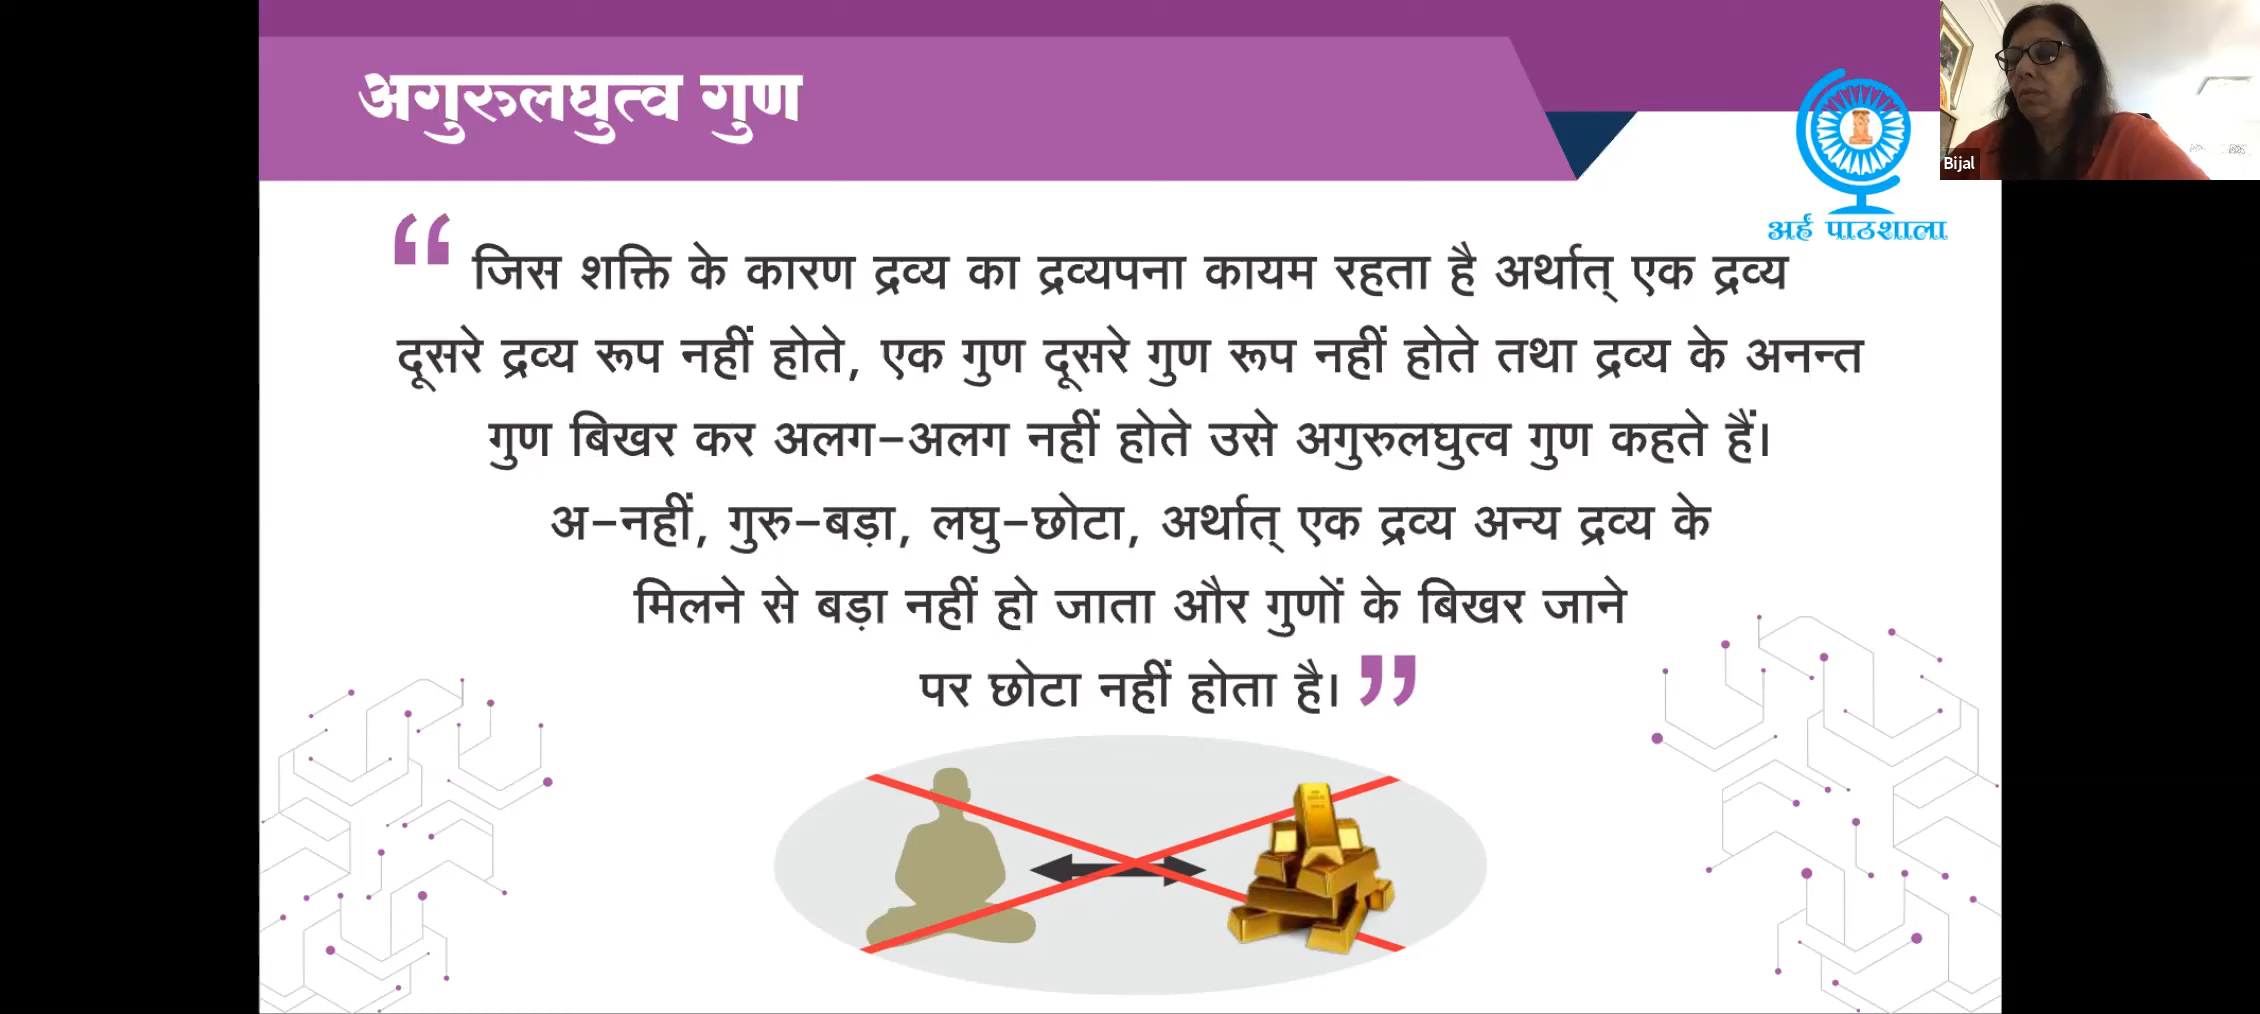 अगुरुलघुत्व गुण
Bijal
अर्हं पाठशाला
“जिस शक्ति के कारण द्रव्य का द्रव्यपना कायम रहता है अर्थात् एक द्रव्य
दूसरे द्रव्य रूप नहीं होते, एक गुण दूसरे गुण रूप नहीं होते तथा द्रव्य के अनन्त
गुण बिखर कर अलग-अलग नहीं होते उसे अगुरुलघुत्व गुण कहते हैं।
अ-नहीं, गुरु-बड़ा, लघु-छोटा, अर्थात् एक द्रव्य अन्य द्रव्य के
मिलने से बड़ा नहीं हो जाता और गुणों के बिखर जाने
पर छोटा नहीं होता है।”